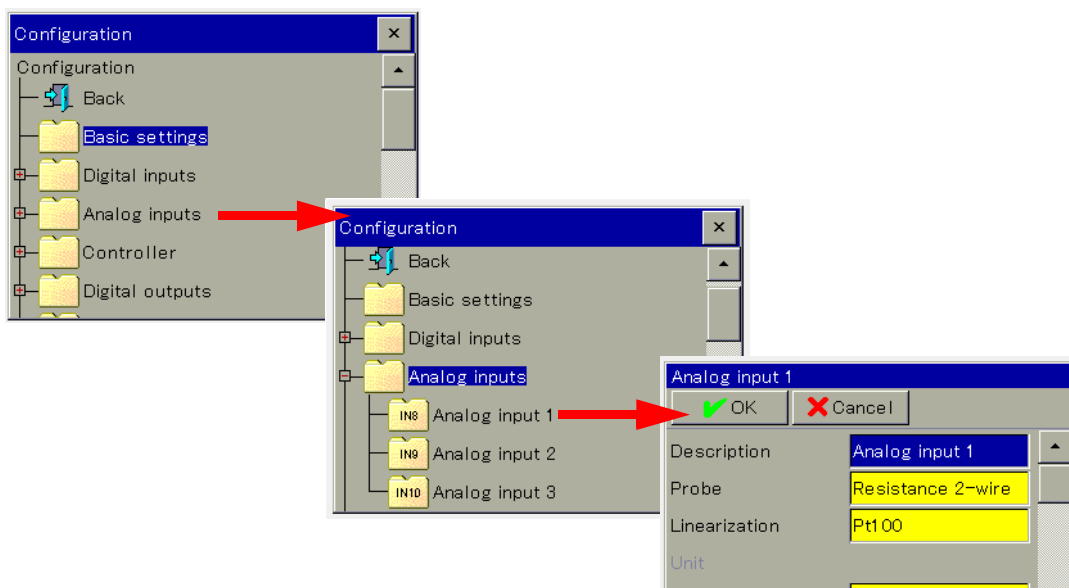 Configuration
Configuration
Back
Basic settings
Digital inputs
Analog inputs
Controller
Digital outputs
Configuration
Back
Basic settings
Digital inputs
Analog inputs
IN8 Analog input 1
IN9 Analog input 2
IN10 Analog input 3
Analog input 1
OK Cancel
Description Analog input 1
Probe Resistance 2-wire
Linearization Pt100
Unit